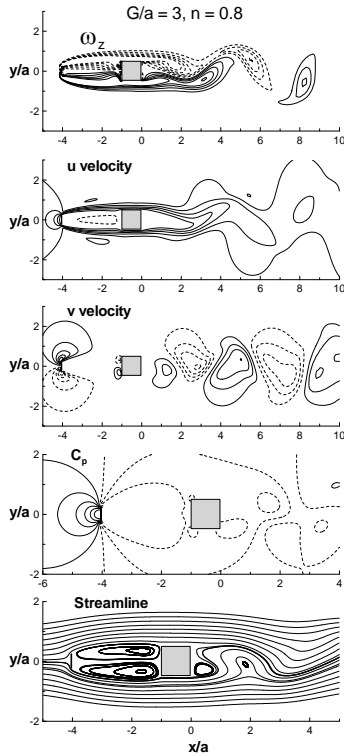 G/a = 3, n = 0.8
ωz
y/a
2
0
-2
-4 -2 0 2 4 6 8 10
u velocity
y/a
2
0
-2
-4 -2 0 2 4 6 8 10
v velocity
y/a
2
0
-2
-4 -2 0 2 4 6 8 10
Cp
y/a
2
0
-2
-6 -4 -2 0 2 4
Streamline
y/a
2
0
-2
-4 -2 0 2 4
x/a